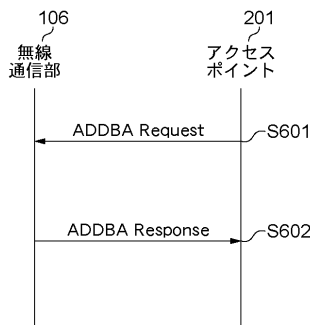 106
201
無線
通信部
アクセス
ポイント
ADDBA Request
S601
ADDBA Response
S602